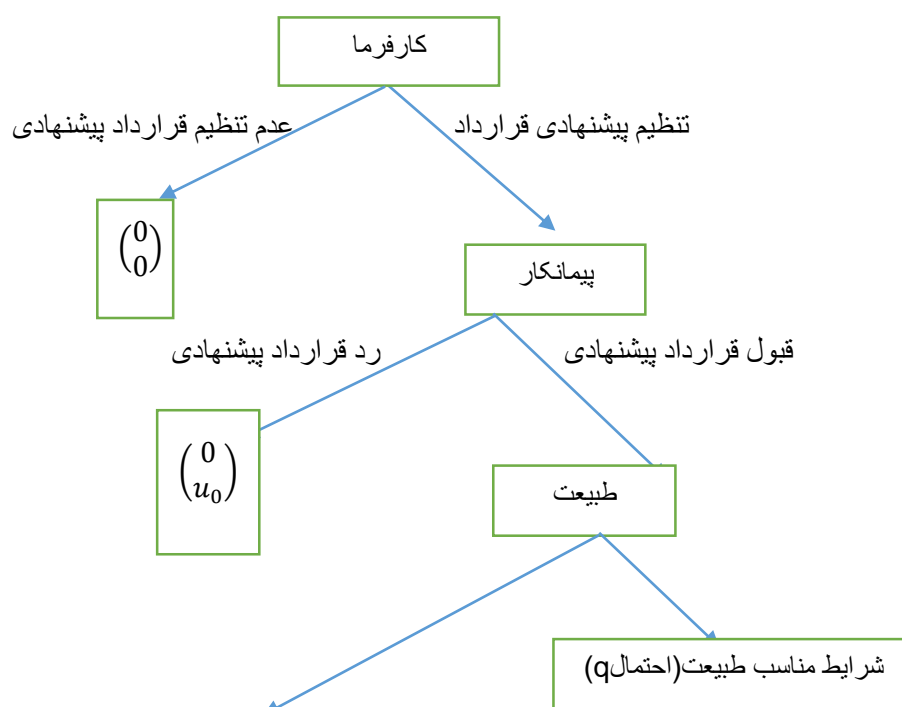 کارفرما
عدم تنظیم قرارداد پیشنهادی
تنظیم پیشنهادی قرارداد
(0
0)
پیمانکار
رد قرارداد پیشنهادی
قبول قرارداد پیشنهادی
(0
u₀)
طبیعت
شرایط مناسب طبیعت(احتمالq)